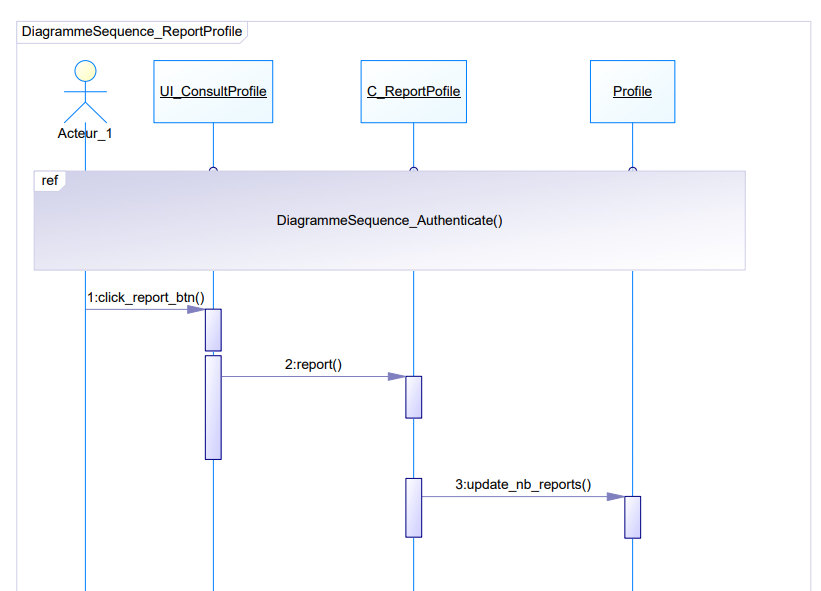 DiagrammeSequence_ReportProfile
UI_ConsultProfile
C_ReportPofile
Profile
Acteur_1
ref
DiagrammeSequence_Authenticate()
1:click_report_btn()
2:report()
3:update_nb_reports()